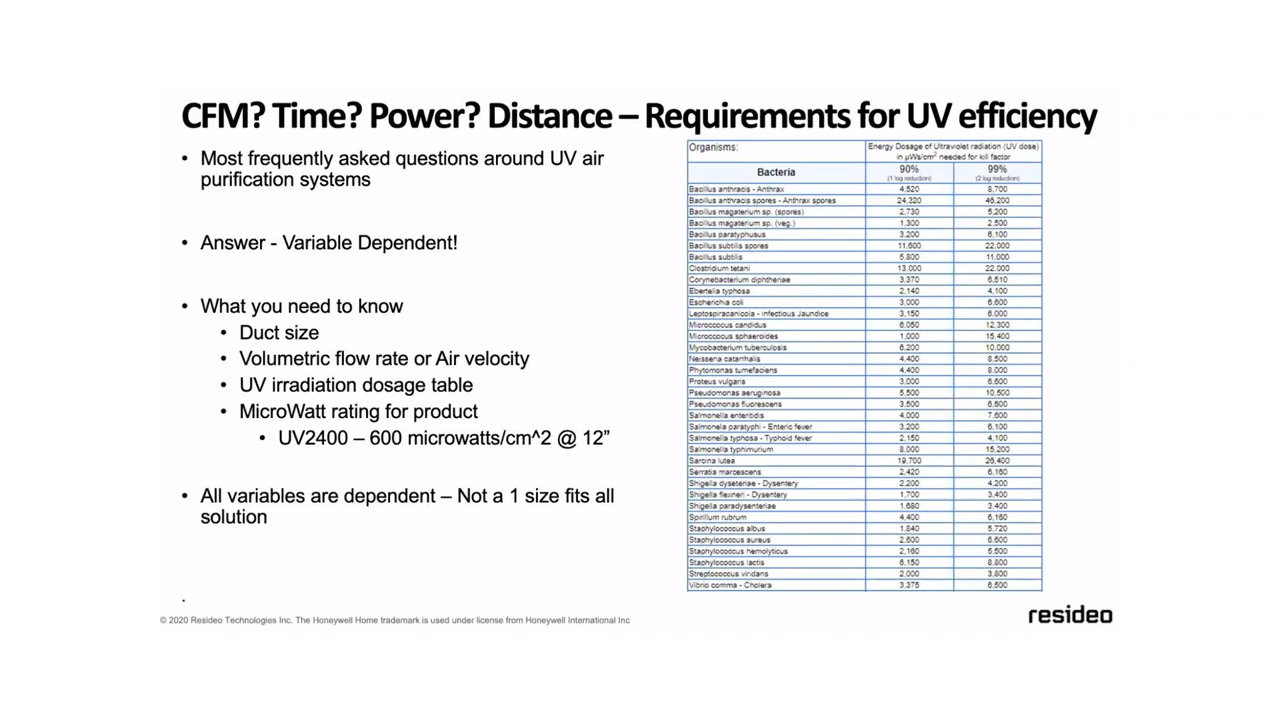 CFM? Time? Power? Distance – Requirements for UV efficiency
• Most frequently asked questions around UV air
purification systems
• Answer - Variable Dependent!
• What you need to know
• Duct size
• Volumetric flow rate or Air velocity
• UV irradiation dosage table
• MicroWatt rating for product
• UV2400 – 600 microwatts/cm^2 @ 12”
• All variables are dependent – Not a 1 size fits all
solution
.
Organisms: Energy Dosage of Ultraviolet radiation (UV dose)
in µWs/cm² needed for kill factor
Bacteria 90% 99%
(1 log reduction) (2 log reduction)
Bacillus anthracis - Anthrax 4,520 8,700
Bacillus anthracis spores - Anthrax spores 24,320 46,200
Bacillus magaterium sp. (spores) 2,730 5,200
Bacillus magaterium sp. (veg.) 1,300 2,500
Bacillus paratyphusus 3,200 6,100
Bacillus subtilis spores 11,600 22,000
Bacillus subtilis 5,800 11,000
Clostridium tetani 13,000 22,000
Corynebacterium diphtheriae 3,370 6,510
Ebertelia typhosa 2,140 4,100
Escherichia coli 3,000 6,600
Leptospiracanicola - infectious Jaundice 3,150 6,000
Micrococcus candidus 6,050 12,300
Micrococcus sphaeroides 1,000 15,400
Mycobacterium tuberculosis 6,200 10,000
Neisseria catarrhalis 4,400 8,500
Phytomonas tumefaciens 4,400 8,000
Proteus vulgaris 3,000 6,600
Pseudomonas aeruginosa 5,500 10,500
Pseudomonas fluorescens 3,500 6,600
Salmonella enteritidis 4,000 7,600
Salmonela paratyphi - Enteric fever 3,200 6,100
Salmonella typhosa - Typhoid fever 2,150 4,100
Salmonella typhimurium 8,000 15,200
Sarcina lutea 19,700 26,400
Serratia marcescens 2,420 6,160
Shigella dyseteriae - Dysentery 2,200 4,200
Shigella flexneri - Dysentery 1,700 3,400
Shigella paradysenteriae 1,680 3,400
Spirillum rubrum 4,400 6,160
Staphylococcus albus 1,840 5,720
Staphylococcus aureus 2,600 6,600
Staphylococcus hemolyticus 2,160 5,500
Staphylococcus lactis 6,150 8,800
Streptococcus viridans 2,000 3,800
Vibrio comma - Cholera 3,375 6,500
© 2020 Resideo Technologies Inc. The Honeywell Home trademark is used under license from Honeywell International Inc
resideo